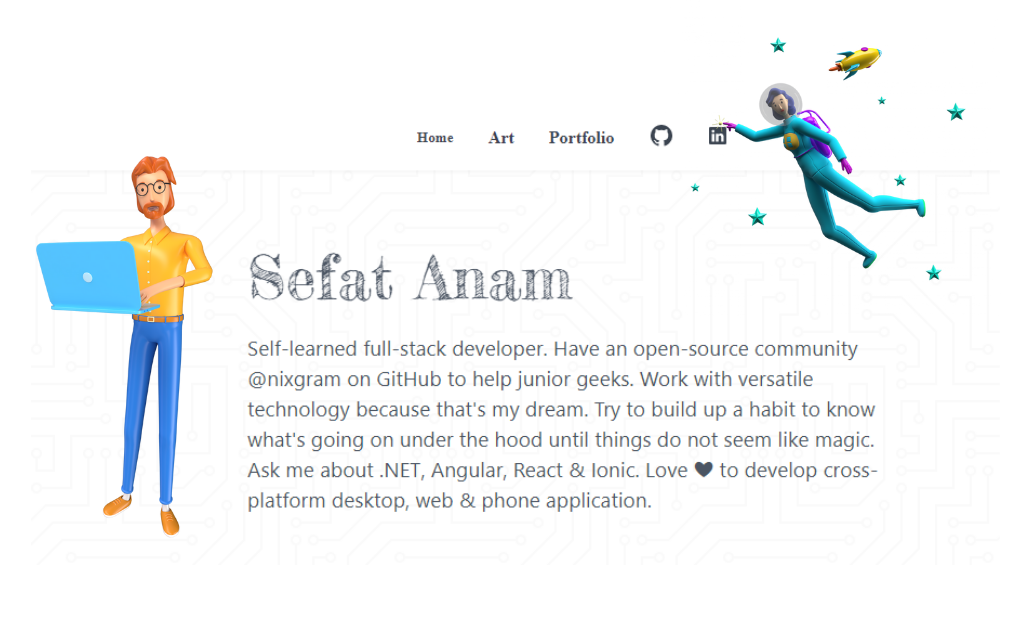 Home Art Portfolio
Sefat Anam
Self-learned full-stack developer. Have an open-source community
@nixgram on GitHub to help junior geeks. Work with versatile
technology because that's my dream. Try to build up a habit to know
what's going on under the hood until things do not seem like magic.
Ask me about .NET, Angular, React & Ionic. Love ♥ to develop cross-
platform desktop, web & phone application.